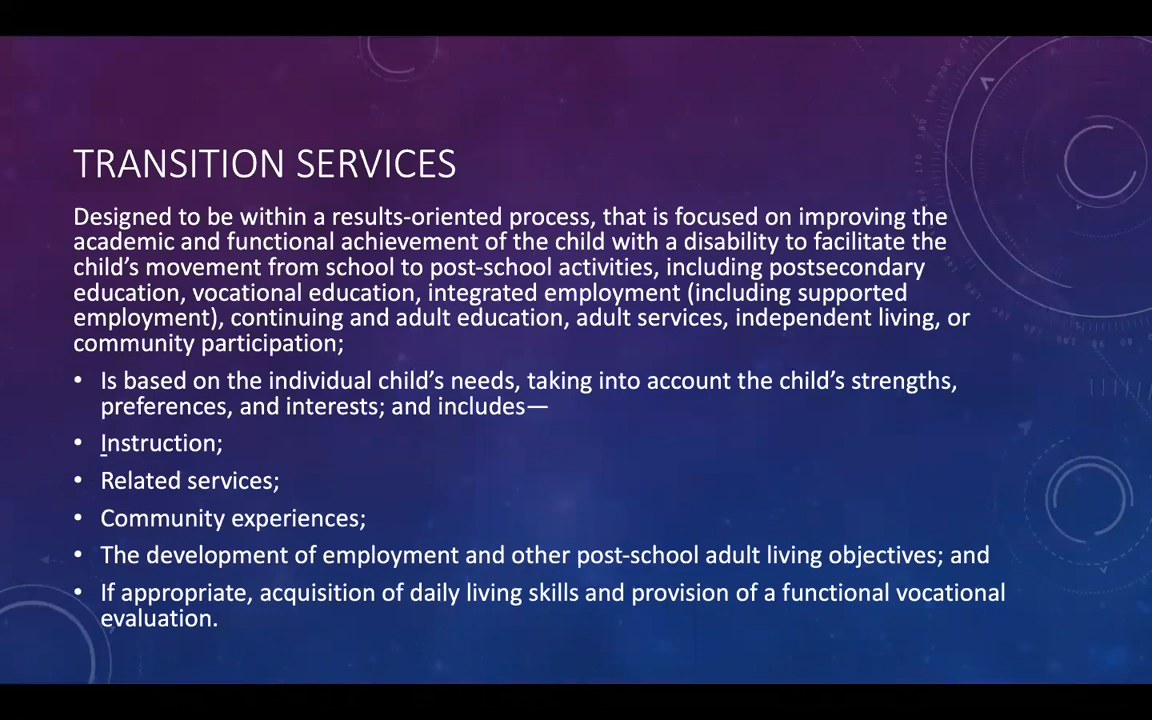 TRANSITION SERVICES
Designed to be within a results-oriented process, that is focused on improving the
academic and functional achievement of the child with a disability to facilitate the
child’s movement from school to post-school activities, including postsecondary
education, vocational education, integrated employment (including supported
employment), continuing and adult education, adult services, independent living, or
community participation;
• Is based on the individual child’s needs, taking into account the child’s strengths,
preferences, and interests; and includes—
• Instruction;
• Related services;
• Community experiences;
• The development of employment and other post-school adult living objectives; and
• If appropriate, acquisition of daily living skills and provision of a functional vocational
evaluation.